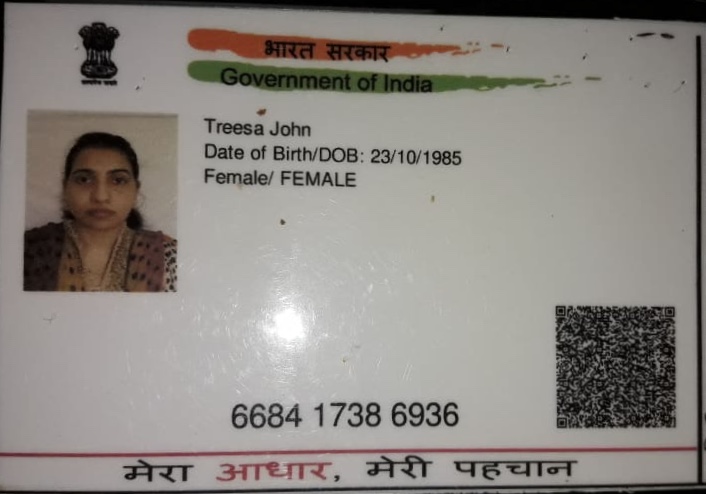 भारत सरकार
Government of India
Treesa John
Date of Birth/DOB: 23/10/1985
Female/ FEMALE
6684 1738 6936
मेरा आधार, मेरी पहचान